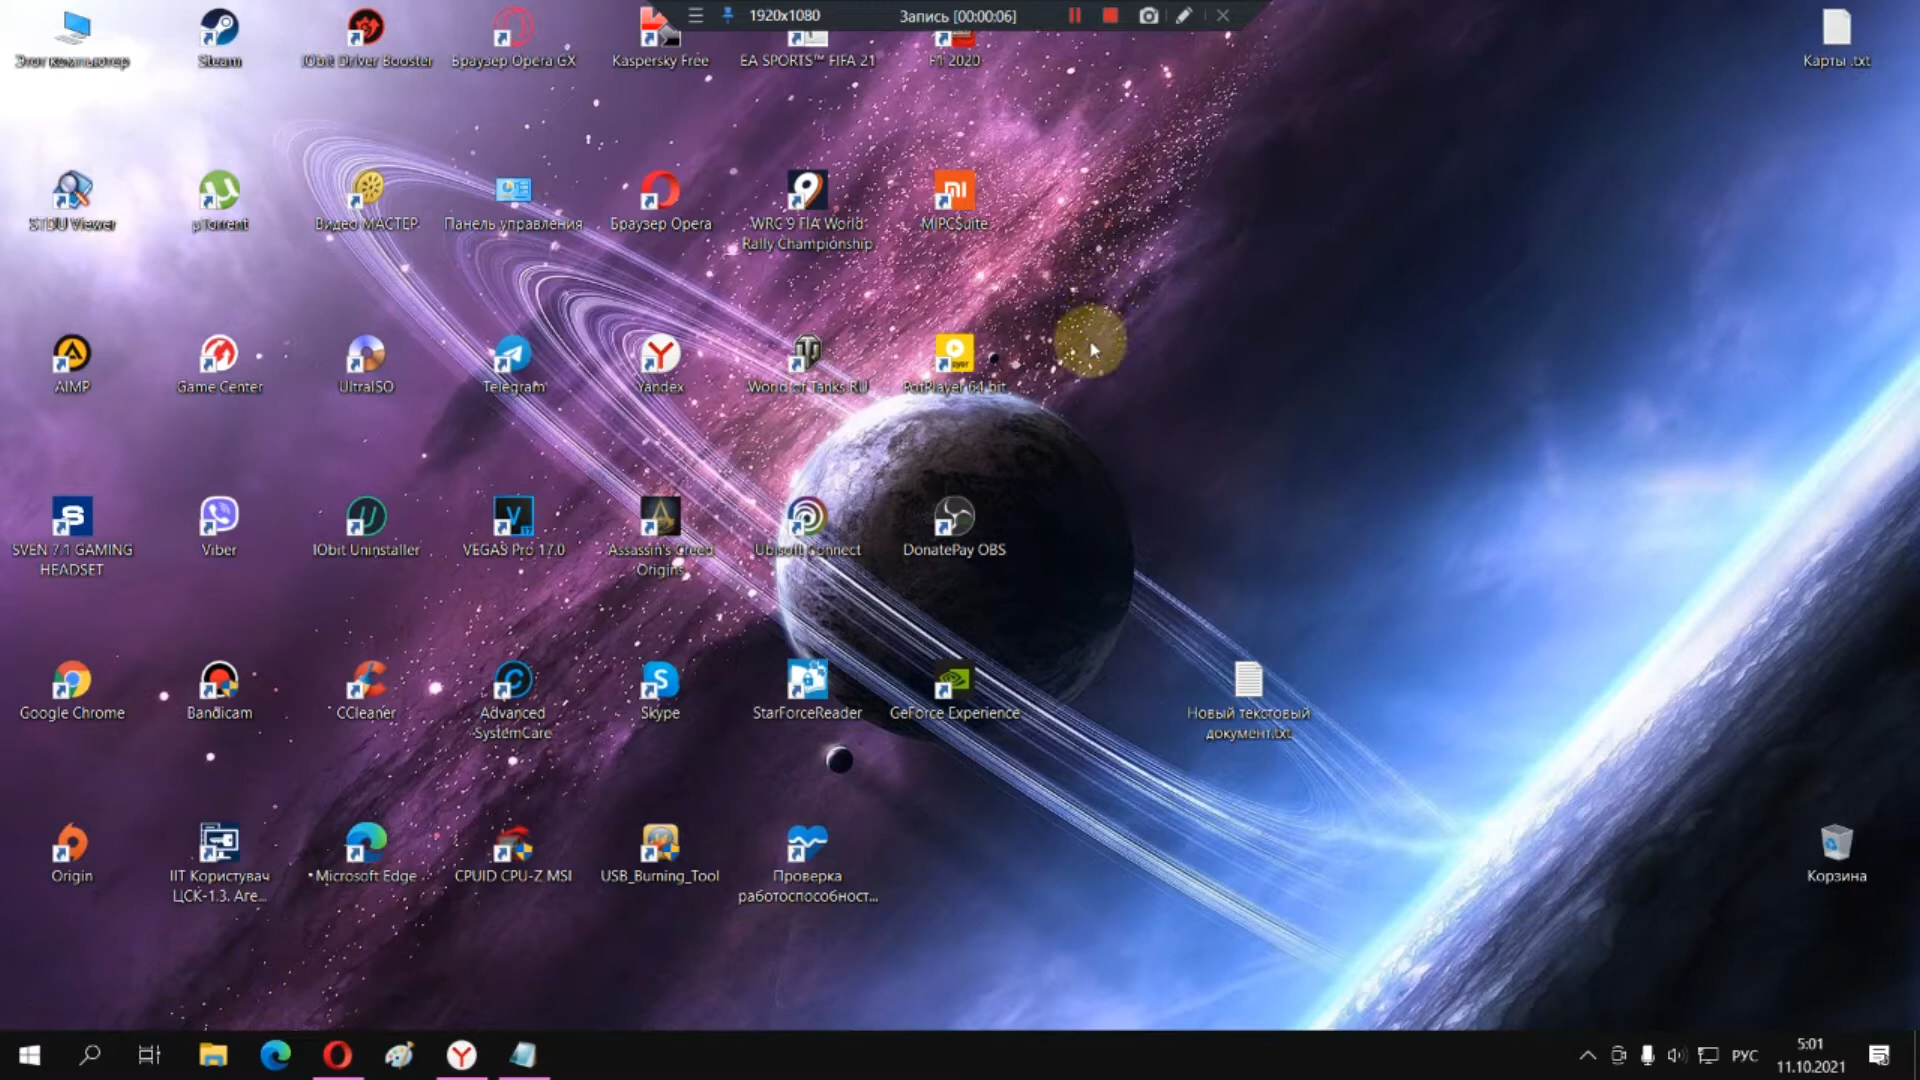 1920x1080 Запись [00:00:06]
Этот компьютер
Steam
IObit Driver Booster
Браузер Opera GX
Kaspersky Free
EA SPORTS™ FIFA 21
F1 2020
Карты .txt
STDU Viewer
µTorrent
Видео МАСТЕР
Панель управления
Браузер Opera
WRC 9 FIA World
Rally Championship
MiPCSuite
AIMP
Game Center
UltraISO
Telegram
Yandex
World of Tanks RU
PotPlayer 64 bit
SVEN 7.1 GAMING
HEADSET
Viber
IObit Uninstaller
VEGAS Pro 17.0
Assassin's Creed
Origins
Ubisoft Connect
DonatePay OBS
Google Chrome
Bandicam
CCleaner
Advanced
SystemCare
Skype
StarForceReader
GeForce Experience
Новый текстовый
документ.txt
Origin
ІІТ Користувач
ЦСК-1.3. Аге...
Microsoft Edge
CPUID CPU-Z MSI
USB_Burning_Tool
Проверка
работоспособност...
Корзина
РУС
5:01
11.10.2021